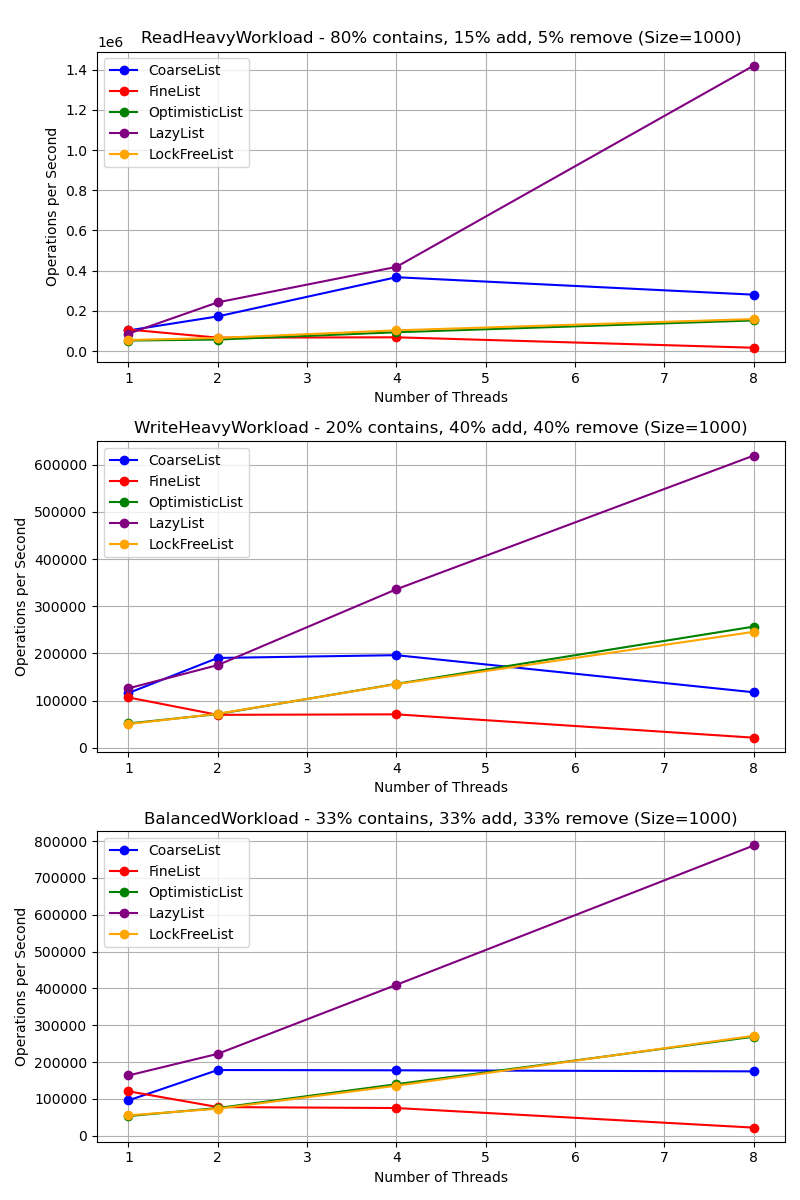 ReadHeavyWorkload - 80% contains, 15% add, 5% remove (Size=1000)
1e6
CoarseList
FineList
OptimisticList
LazyList
LockFreeList
Operations per Second
1.4
1.2
1.0
0.8
0.6
0.4
0.2
0.0
1 2 3 4 5 6 7 8
Number of Threads
WriteHeavyWorkload - 20% contains, 40% add, 40% remove (Size=1000)
CoarseList
FineList
OptimisticList
LazyList
LockFreeList
Operations per Second
600000
500000
400000
300000
200000
100000
0
1 2 3 4 5 6 7 8
Number of Threads
BalancedWorkload - 33% contains, 33% add, 33% remove (Size=1000)
CoarseList
FineList
OptimisticList
LazyList
LockFreeList
Operations per Second
800000
700000
600000
500000
400000
300000
200000
100000
0
1 2 3 4 5 6 7 8
Number of Threads